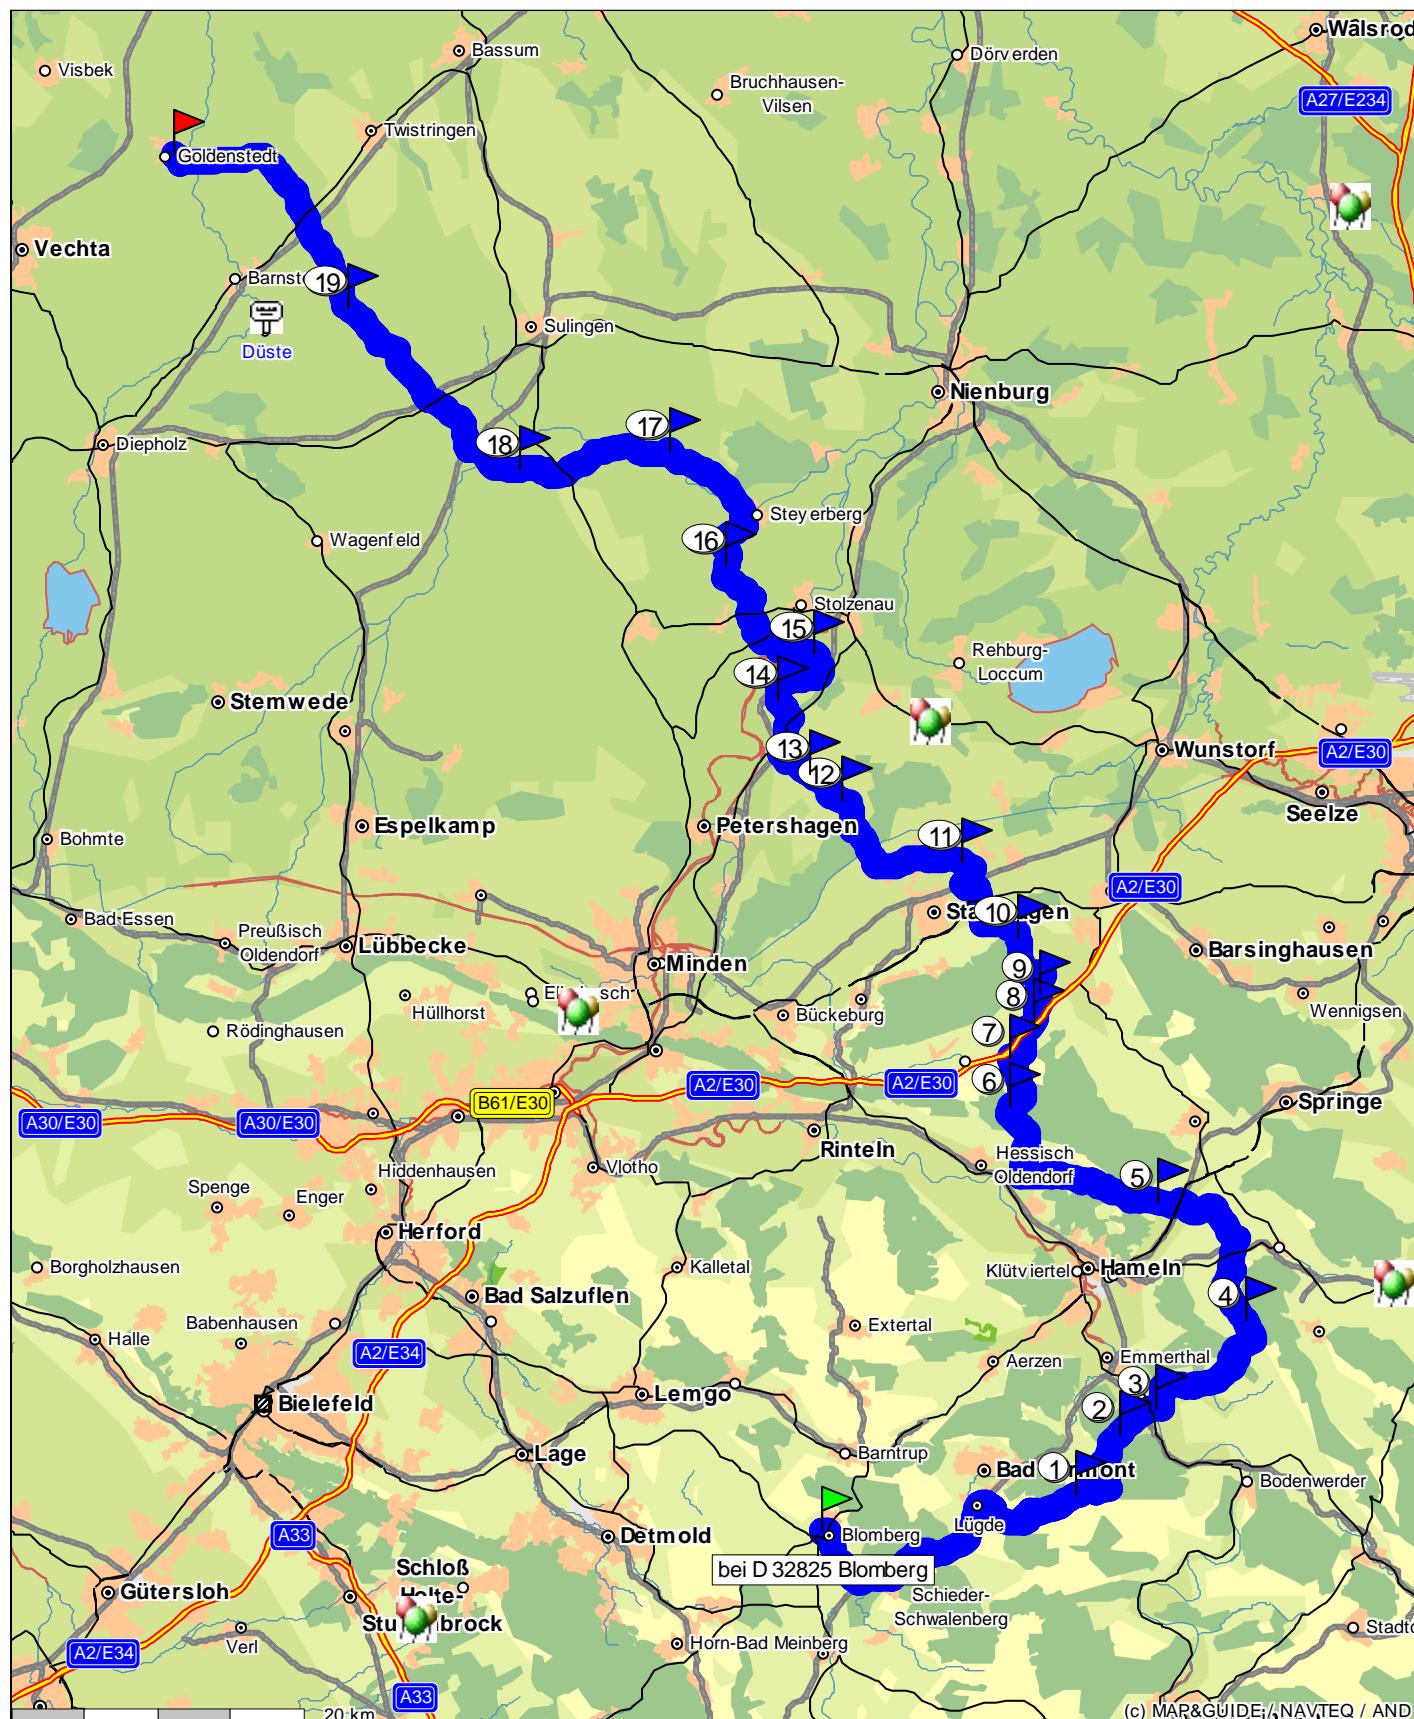 Bassum
Walsrod
Visbek
Dörverden
Bruchhausen-
Vilsen
A27/E234
Twistringen
Goldenstedt
Vechta
19
Düste
Sulingen
Nienburg
17
18
Diepholz
Steyerberg
16
Wagenfeld
Stolzenau
15
Rehburg-
Loccum
14
Stemwede
13
12
Wunstorf
A2/E30
Seelze
Espelkamp
Petershagen
11
Bohmte
A2/E30
10
Bad Essen
Preußisch
Oldendorf
Lübbecke
Barsinghausen
Minden
9
8
Hüllhorst
Wennigsen
Rödinghausen
Bückeburg
7
6
A2/E30
A2/E30
B61/E30
Springe
A30/E30
A30/E30
Rinteln
Hessisch
Oldendorf
Hiddenhausen
Vlotho
5
Spenge
Enger
Herford
Borgholzhausen
Kalletal
Klütviertel
Hameln
Bad Salzuflen
4
Babenhausen
Extertal
Halle
A2/E34
Aerzen
Emmerthal
3
Lemgo
2
Bielefeld
Lage
Barntrup
Bad
1
Bodenwerder
Lügde
A33
Detmold
Blomberg
bei D 32825 Blomberg
Schloß
Gütersloh
Schieder-
Schwalenberg
Verl
Horn-Bad Meinberg
A2/E34
A33
20 km
(c) MAP&GUIDE / NAVTEQ / AND